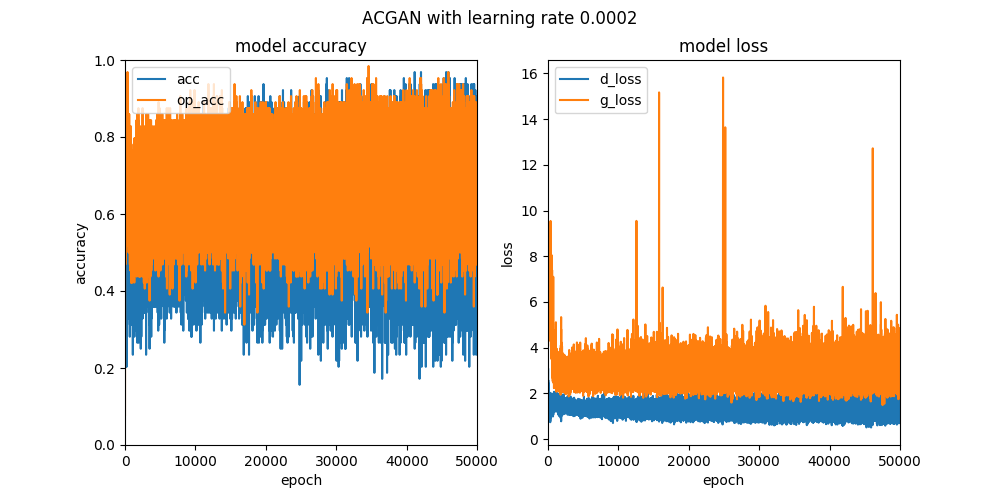 ACGAN with learning rate 0.0002
model accuracy
acc
op_acc
accuracy
1.0
0.8
0.6
0.4
0.2
0.0
0 10000 20000 30000 40000 50000
epoch
model loss
d_loss
g_loss
loss
16
14
12
10
8
6
4
2
0
0 10000 20000 30000 40000 50000
epoch